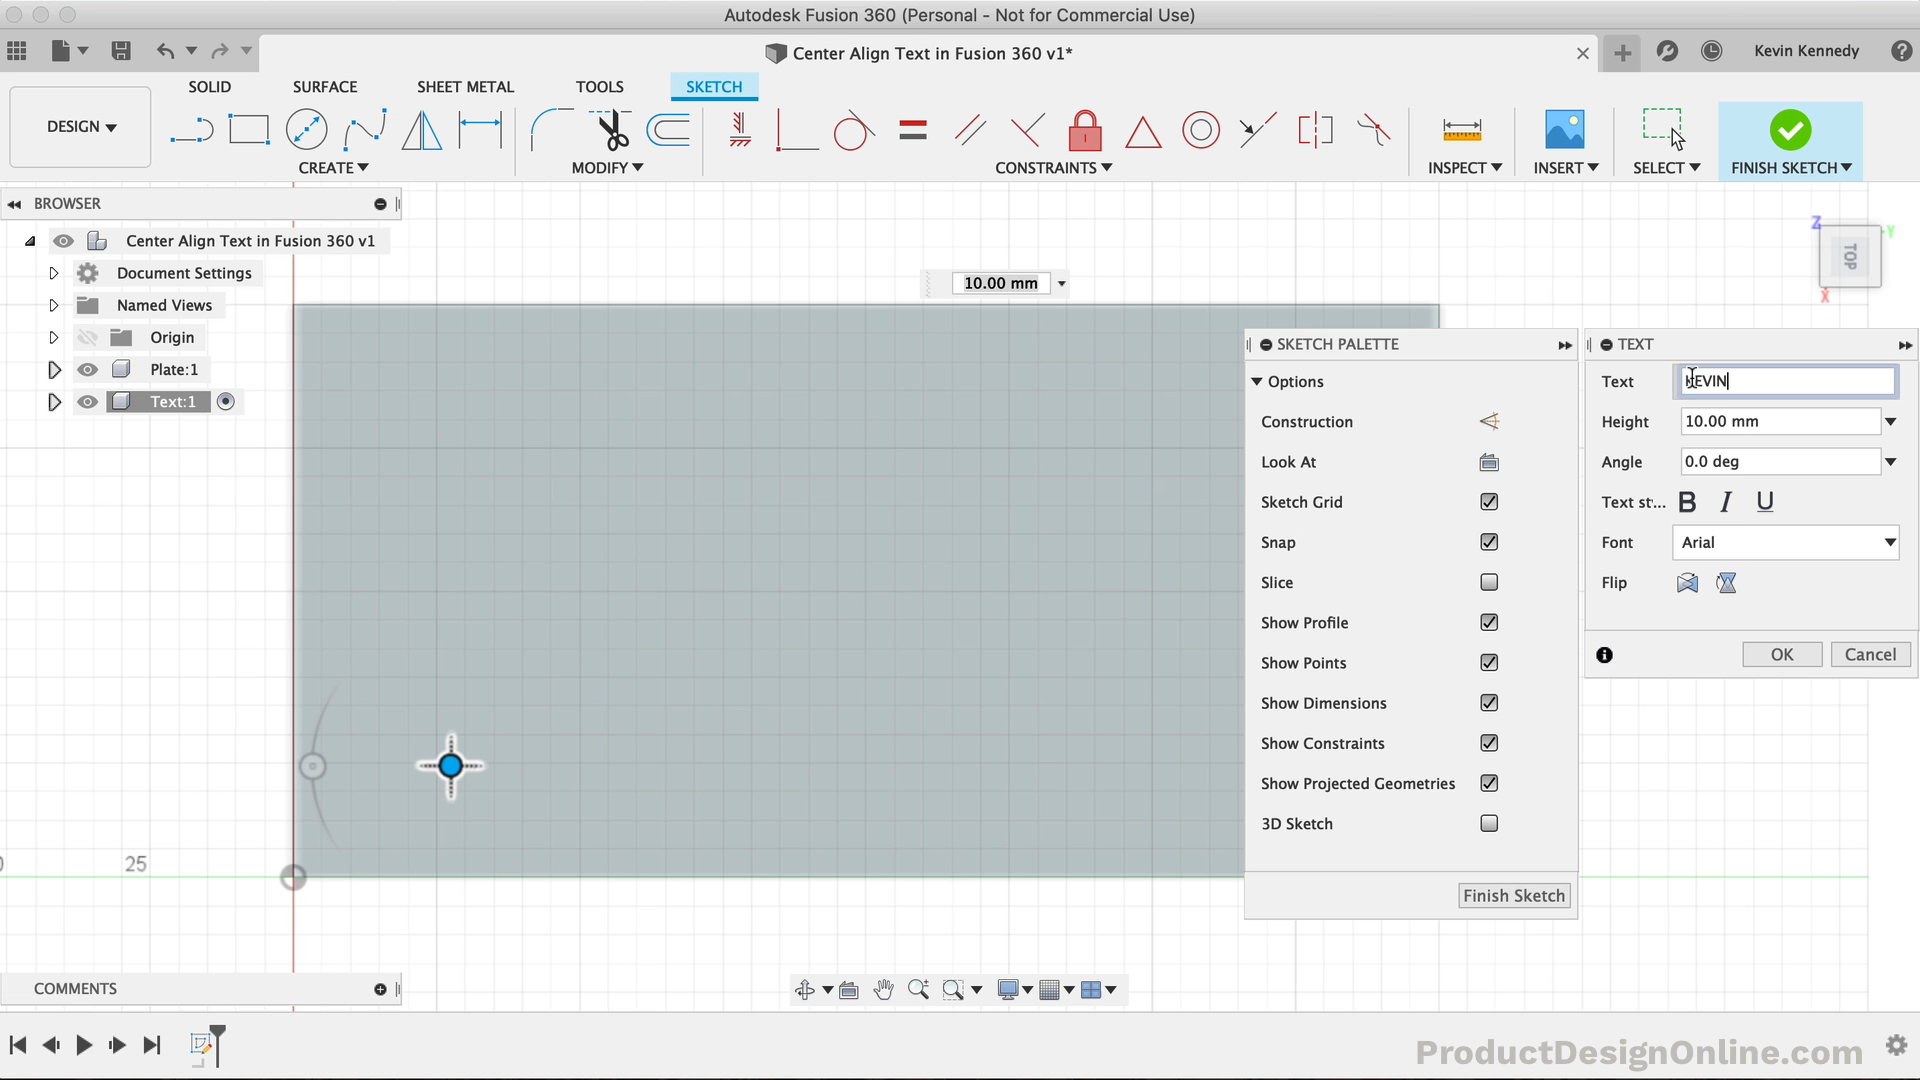 Autodesk Fusion 360 (Personal - Not for Commercial Use)
Center Align Text in Fusion 360 v1*
Kevin Kennedy
SOLID
SURFACE
SHEET METAL
TOOLS
SKETCH
DESIGN
CREATE
MODIFY
CONSTRAINTS
INSPECT
INSERT
SELECT
FINISH SKETCH
BROWSER
Center Align Text in Fusion 360 v1
Document Settings
Named Views
Origin
Plate:1
Text:1
10.00 mm
Z
Y
TOP
X
SKETCH PALETTE
Options
Construction
Look At
Sketch Grid
Snap
Slice
Show Profile
Show Points
Show Dimensions
Show Constraints
Show Projected Geometries
3D Sketch
Finish Sketch
TEXT
Text
KEVIN
Height
10.00 mm
Angle
0.0 deg
Text st...
B I U
Font
Arial
Flip
OK
Cancel
0
25
COMMENTS
ProductDesignOnline.com